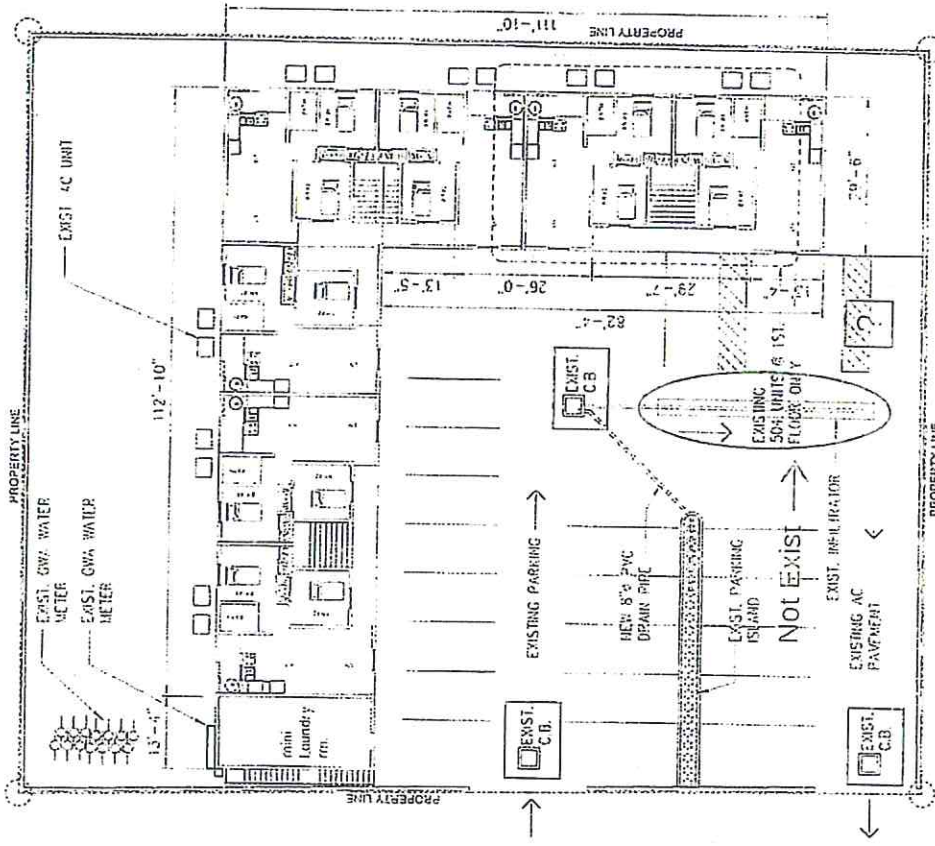 PROPERTY LINE
EXIST. GWA WATER
METER
EXIST. GWA WATER
METER
EXIST. AC UNIT
112'-10"
13'-4"
111'-10"
PROPERTY LINE
mini
Laundry
rm.
13'-5"
26'-0"
29'-7"
13'-4"
82'-4"
29'-6"
EXIST.
C.B.
EXISTING PARKING
NEW 8"ø PVC
DRAIN PIPE
EXIST. PARKING
ISLAND
Not Exist
EXISTING
504 UNITS @ 1ST.
FLOOR ONLY
EXIST. INFILTRATOR
EXISTING AC
PAVEMENT
?
EXIST.
C.B.
EXIST.
C.B.
PROPERTY LINE
PROPERTY LINE